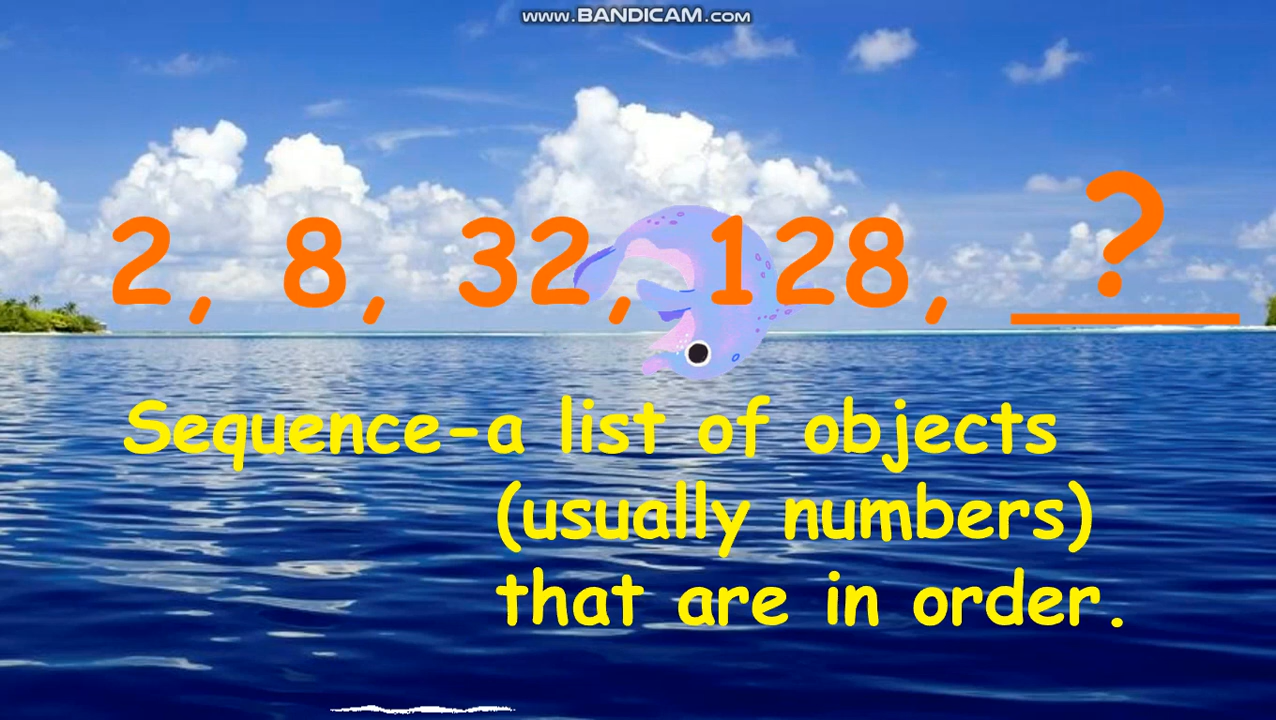 www.BANDICAM.com
2, 8, 32, 128, ?
Sequence-a list of objects
(usually numbers)
that are in order.